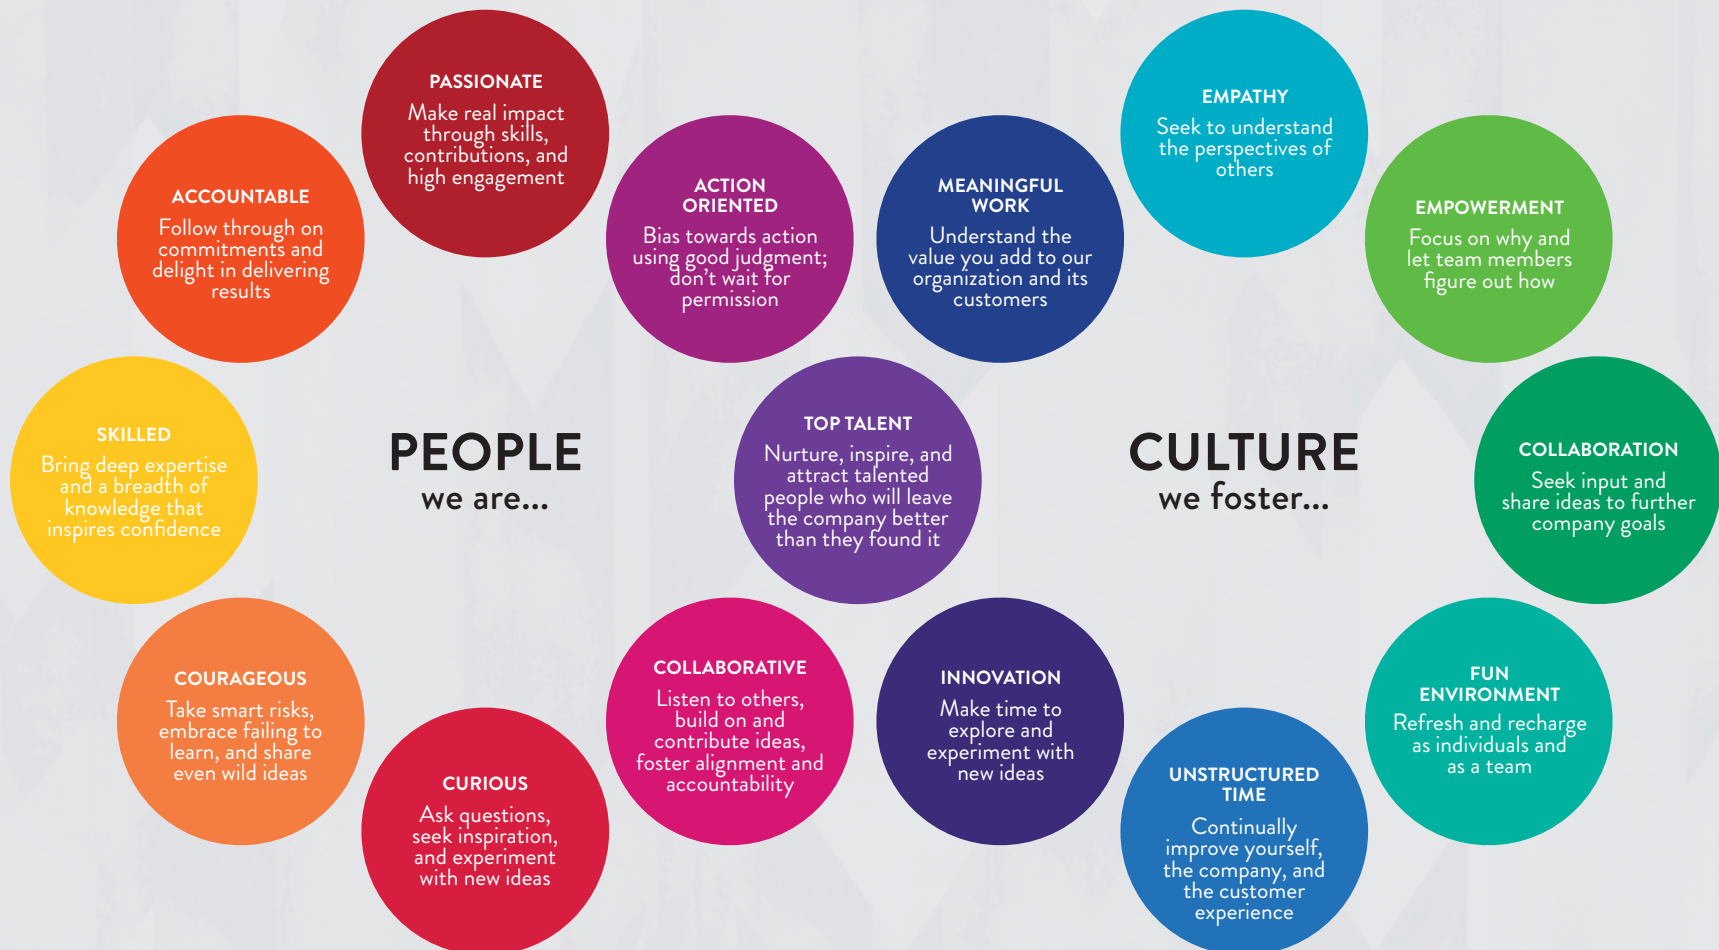 PASSIONATE
Make real impact
through skills,
contributions, and
high engagement
EMPATHY
Seek to understand
the perspectives of
others
ACCOUNTABLE
Follow through on
commitments and
delight in delivering
results
ACTION
ORIENTED
Bias towards action
using good judgment;
don’t wait for
permission
MEANINGFUL
WORK
Understand the
value you add to our
organization and its
customers
EMPOWERMENT
Focus on why and
let team members
figure out how
SKILLED
Bring deep expertise
and a breadth of
knowledge that
inspires confidence
PEOPLE
we are...
TOP TALENT
Nurture, inspire, and
attract talented
people who will leave
the company better
than they found it
CULTURE
we foster...
COLLABORATION
Seek input and
share ideas to further
company goals
COURAGEOUS
Take smart risks,
embrace failing to
learn, and share
even wild ideas
CURIOUS
Ask questions,
seek inspiration,
and experiment
with new ideas
COLLABORATIVE
Listen to others,
build on and
contribute ideas,
foster alignment and
accountability
INNOVATION
Make time to
explore and
experiment with
new ideas
UNSTRUCTURED
TIME
Continually
improve yourself,
the company, and
the customer
experience
FUN
ENVIRONMENT
Refresh and recharge
as individuals and
as a team